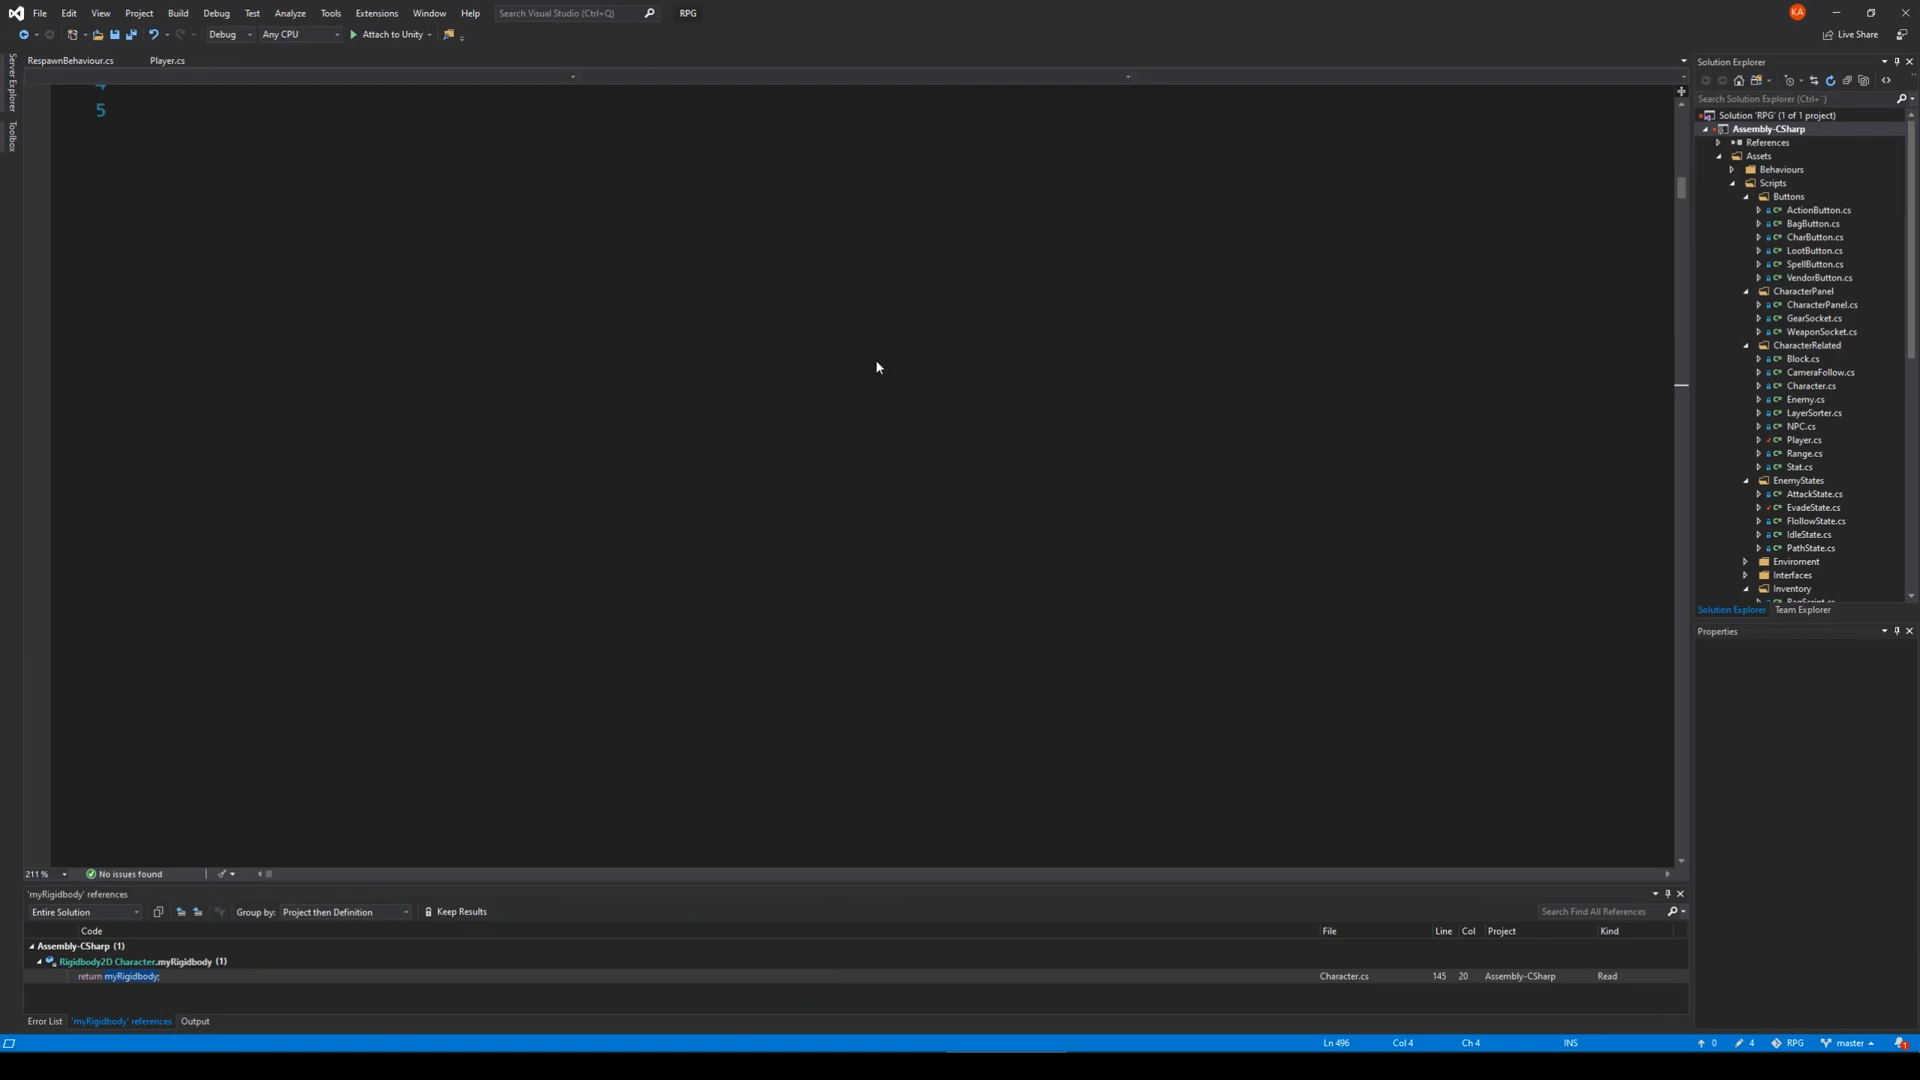 File Edit View Project Build Debug Test Analyze Tools Extensions Window Help Search Visual Studio (Ctrl+Q) RPG KA
Debug Any CPU Attach to Unity Live Share
Server Explorer
Toolbox
RespawnBehaviour.cs Player.cs
5
Solution Explorer
Search Solution Explorer (Ctrl+¨)
Solution 'RPG' (1 of 1 project)
Assembly-CSharp
References
Assets
Behaviours
Scripts
Buttons
ActionButton.cs
BagButton.cs
CharButton.cs
LootButton.cs
SpellButton.cs
VendorButton.cs
CharacterPanel
CharacterPanel.cs
GearSocket.cs
WeaponSocket.cs
CharacterRelated
Block.cs
CameraFollow.cs
Character.cs
Enemy.cs
LayerSorter.cs
NPC.cs
Player.cs
Range.cs
Stat.cs
EnemyStates
AttackState.cs
EvadeState.cs
FlollowState.cs
IdleState.cs
PathState.cs
Enviroment
Interfaces
Inventory
Solution Explorer Team Explorer
Properties
211 % No issues found
'myRigidbody' references
Entire Solution Group by: Project then Definition Keep Results Search Find All References
Code File Line Col Project Kind
Assembly-CSharp (1)
Rigidbody2D Character.myRigidbody (1)
return myRigidbody; Character.cs 145 20 Assembly-CSharp Read
Error List 'myRigidbody' references Output
Ln 496 Col 4 Ch 4 INS 0 4 RPG master 1